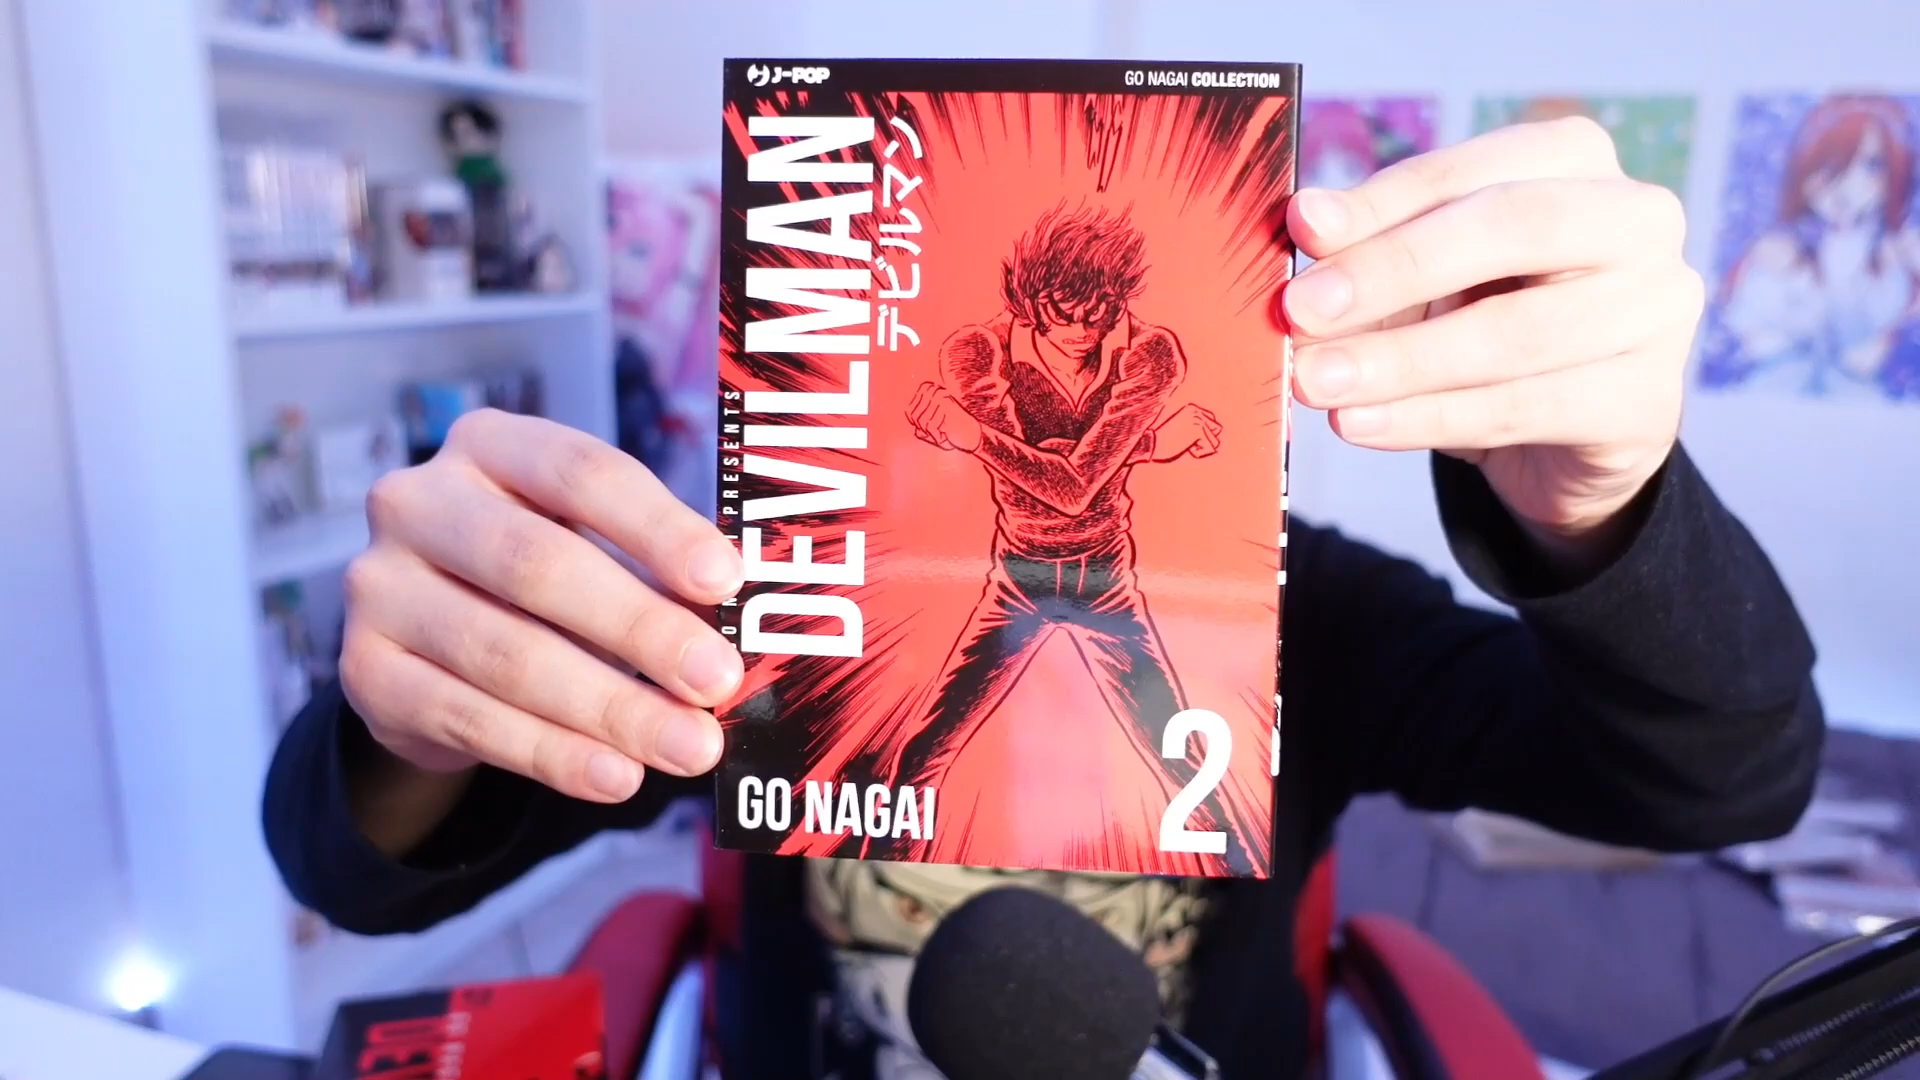 J-POP
GO NAGAI COLLECTION
PRESENTS
DEVILMAN
デビルマン
GO NAGAI
2